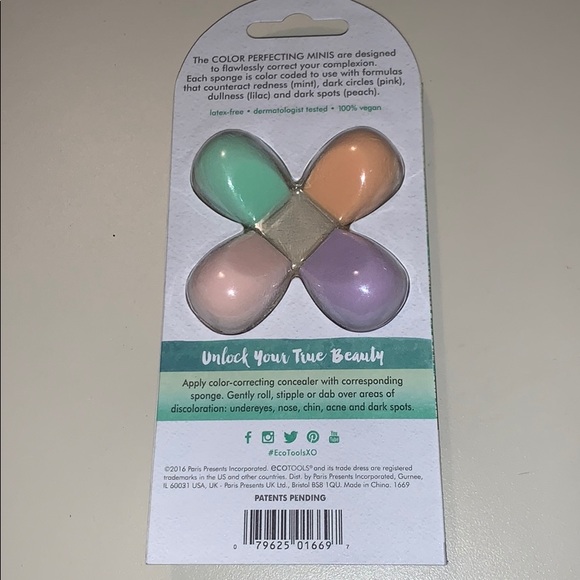 The COLOR PERFECTING MINIS are designed
to flawlessly correct your complexion.
Each sponge is color coded to use with formulas
that counteract redness (mint), dark circles (pink),
dullness (lilac) and dark spots (peach).
latex-free • dermatologist tested • 100% vegan
Unlock Your True Beauty
Apply color-correcting concealer with corresponding
sponge. Gently roll, stipple or dab over areas of
discoloration: undereyes, nose, chin, acne and dark spots.
f You Tube
#EcoToolsXO
©2016 Paris Presents Incorporated. ecoTOOLS® and its trade dress are registered
trademarks in the US and other countries. Dist. by Paris Presents Incorporated, Gurnee,
IL 60031 USA, UK - Paris Presents UK Ltd., Bristol BS8 1QU. Made in China. 1669
PATENTS PENDING
0 79625 01669 7